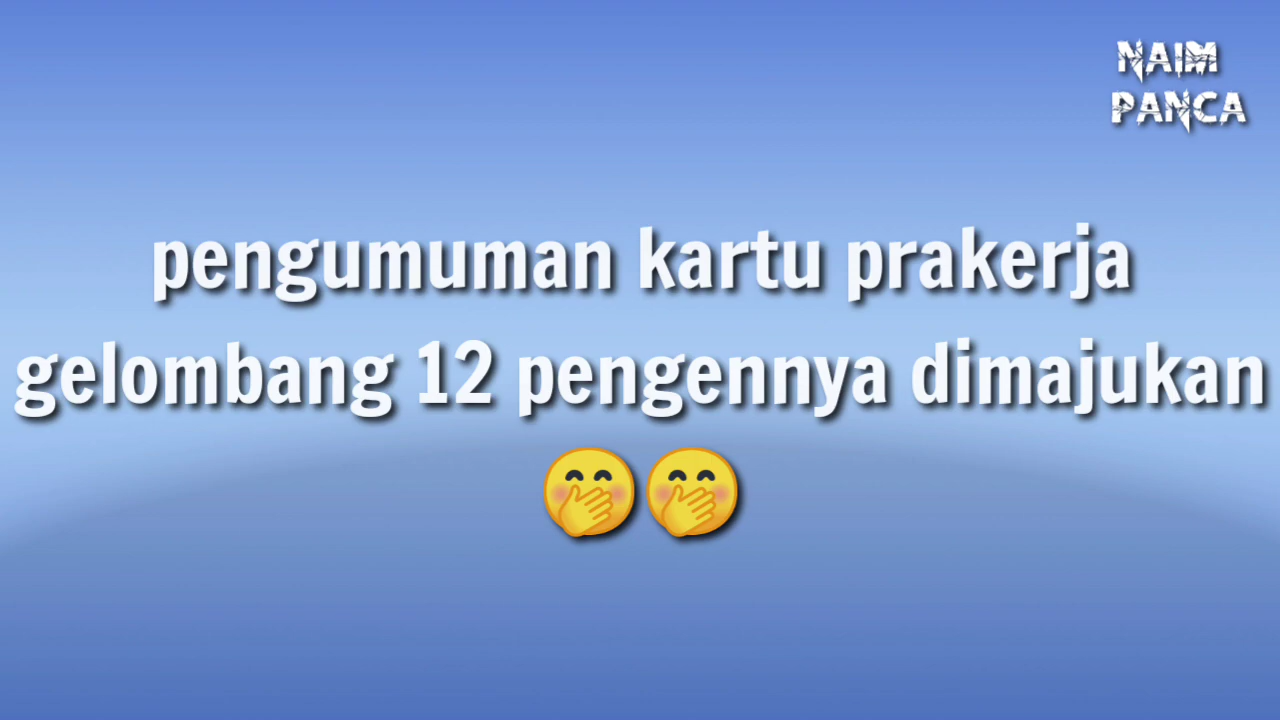 NAIM
PANCA
pengumuman kartu prakerja
gelombang 12 pengennya dimajukan
🤭🤭